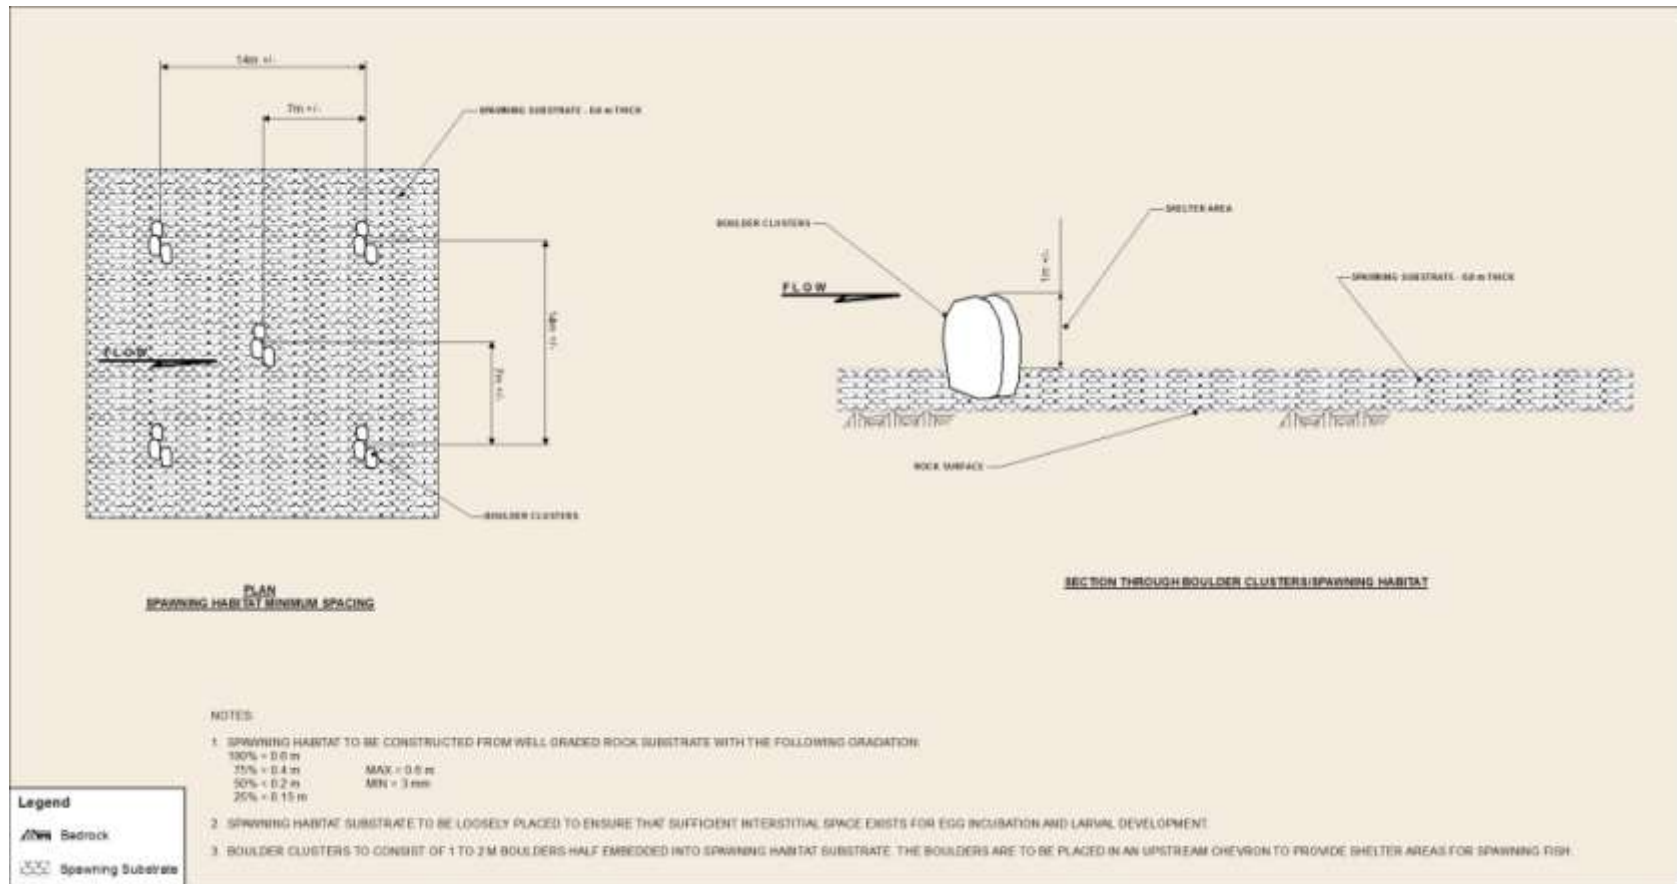 14m +/-
7m +/-
SPAWNING SUBSTRATE - 0.6 m THICK
FLOW
14m +/-
7m +/-
BOULDER CLUSTERS
PLAN
SPAWNING HABITAT MINIMUM SPACING
BOULDER CLUSTERS
SHELTER AREA
1m +/-
FLOW
SPAWNING SUBSTRATE - 0.6 m THICK
ROCK SURFACE
SECTION THROUGH BOULDER CLUSTERS/SPAWNING HABITAT
NOTES:
1. SPAWNING HABITAT TO BE CONSTRUCTED FROM WELL GRADED ROCK SUBSTRATE WITH THE FOLLOWING GRADATION:
100% < 0.6 m
75% < 0.4 m MAX = 0.6 m
50% < 0.2 m MIN = 3 mm
25% < 0.15 m
2. SPAWNING HABITAT SUBSTRATE TO BE LOOSELY PLACED TO ENSURE THAT SUFFICIENT INTERSTITIAL SPACE EXISTS FOR EGG INCUBATION AND LARVAL DEVELOPMENT.
3. BOULDER CLUSTERS TO CONSIST OF 1 TO 2 M BOULDERS HALF EMBEDDED INTO SPAWNING HABITAT SUBSTRATE. THE BOULDERS ARE TO BE PLACED IN AN UPSTREAM CHEVRON TO PROVIDE SHELTER AREAS FOR SPAWNING FISH.
Legend
Bedrock
Spawning Substrate